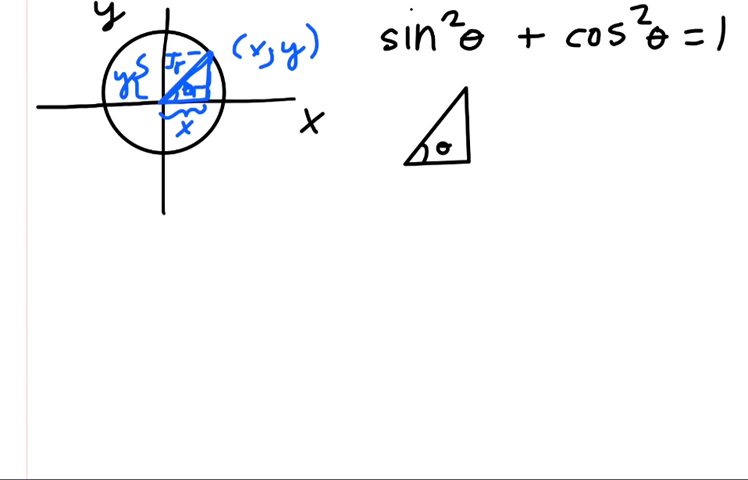 y
(x,y)
r
y
θ
x
x
sin²θ + cos²θ = 1
θ